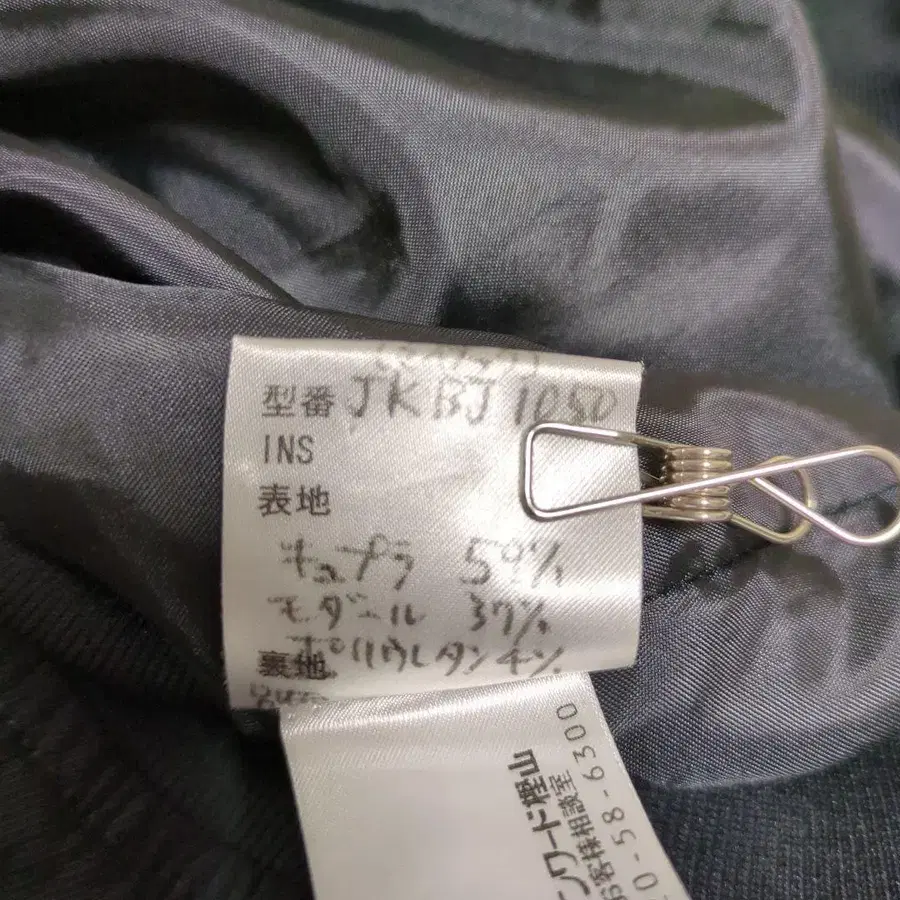 型番 JKBJ1050
INS
表地
キュプラ 59%
モダール 37%
ポリウレタン 4%
裏地
ンワード樫山
お客様相談室
0-58-6300